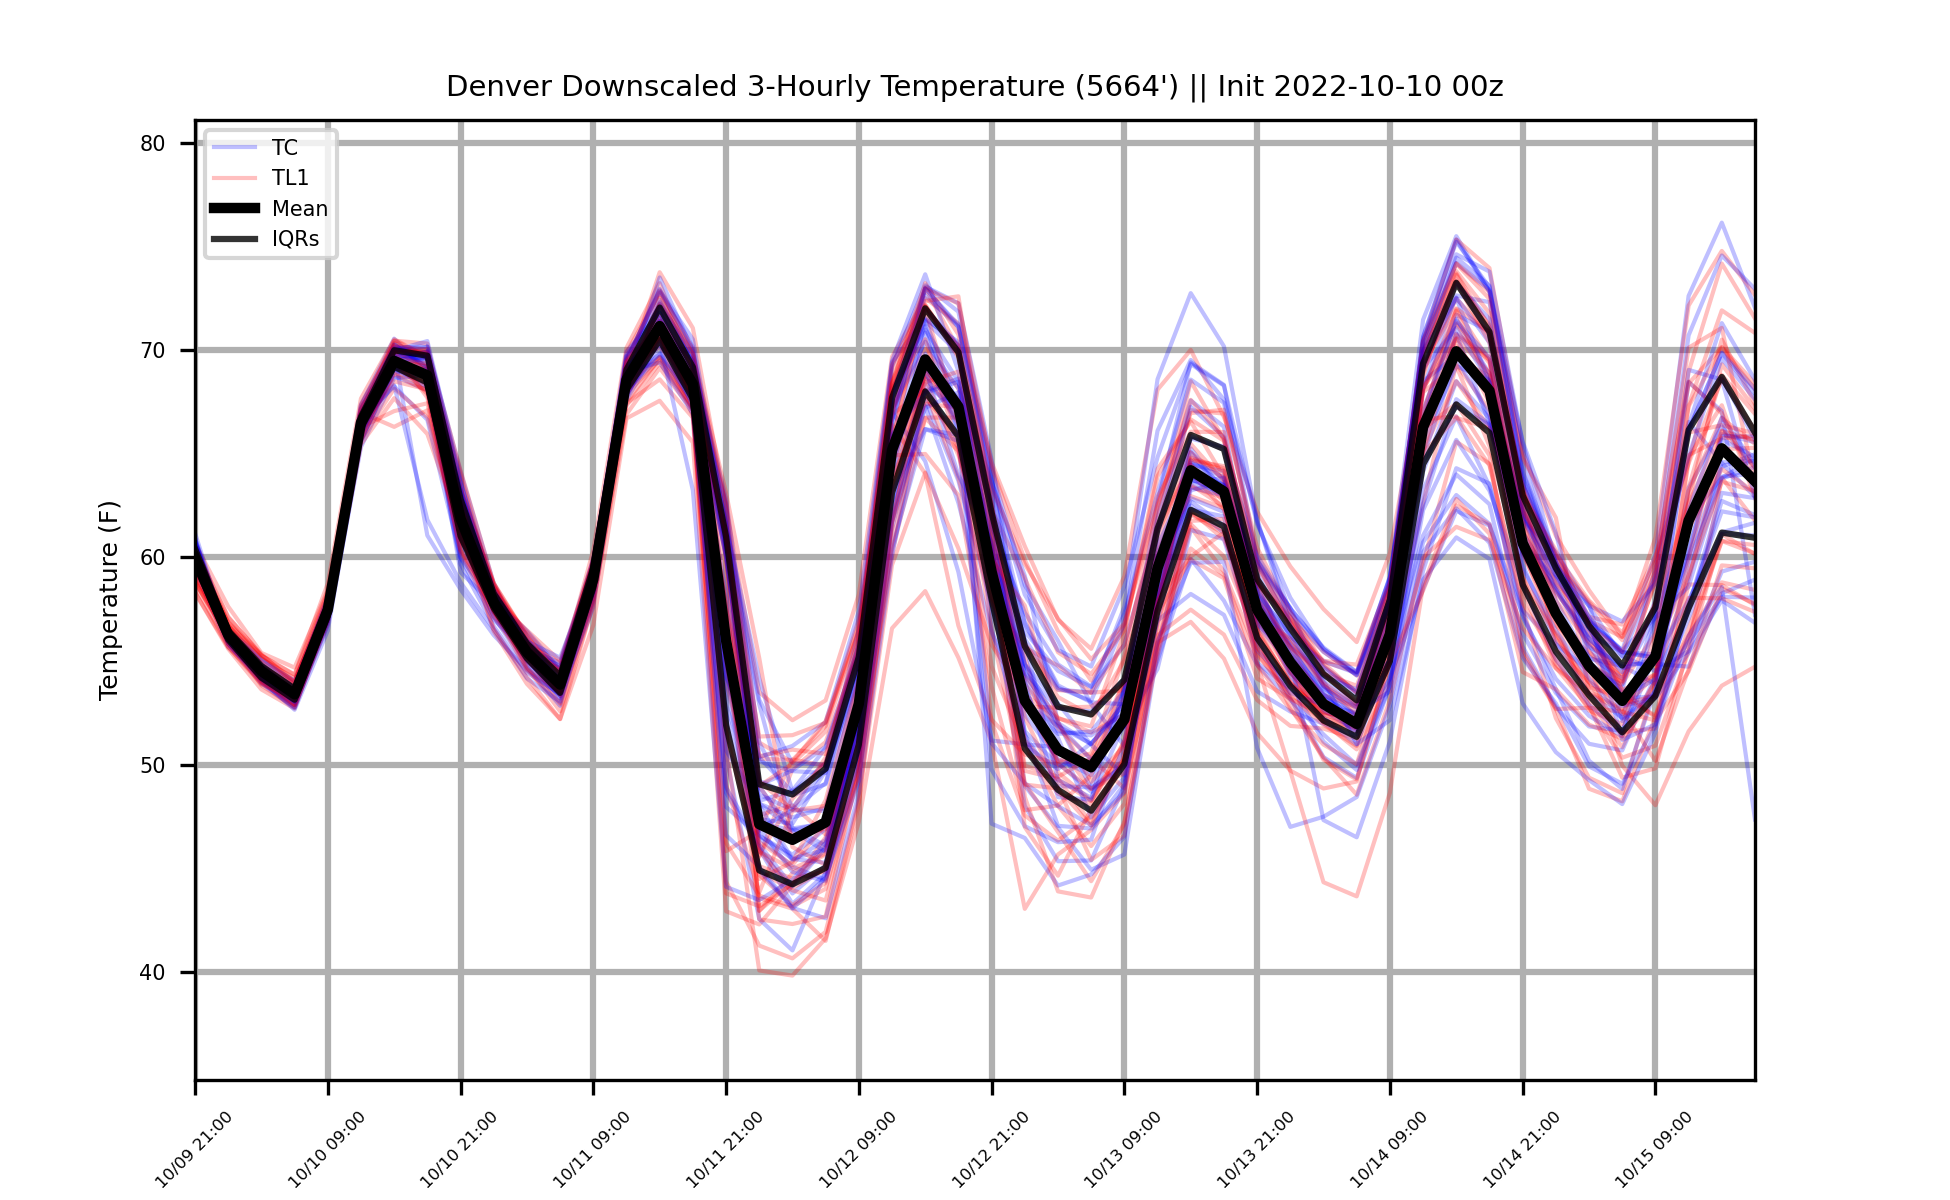 Denver Downscaled 3-Hourly Temperature (5664') || Init 2022-10-10 00z
TC
TL1
Mean
IQRs
Temperature (F)
80
70
60
50
40
10/09 21:00
10/10 09:00
10/10 21:00
10/11 09:00
10/11 21:00
10/12 09:00
10/12 21:00
10/13 09:00
10/13 21:00
10/14 09:00
10/14 21:00
10/15 09:00